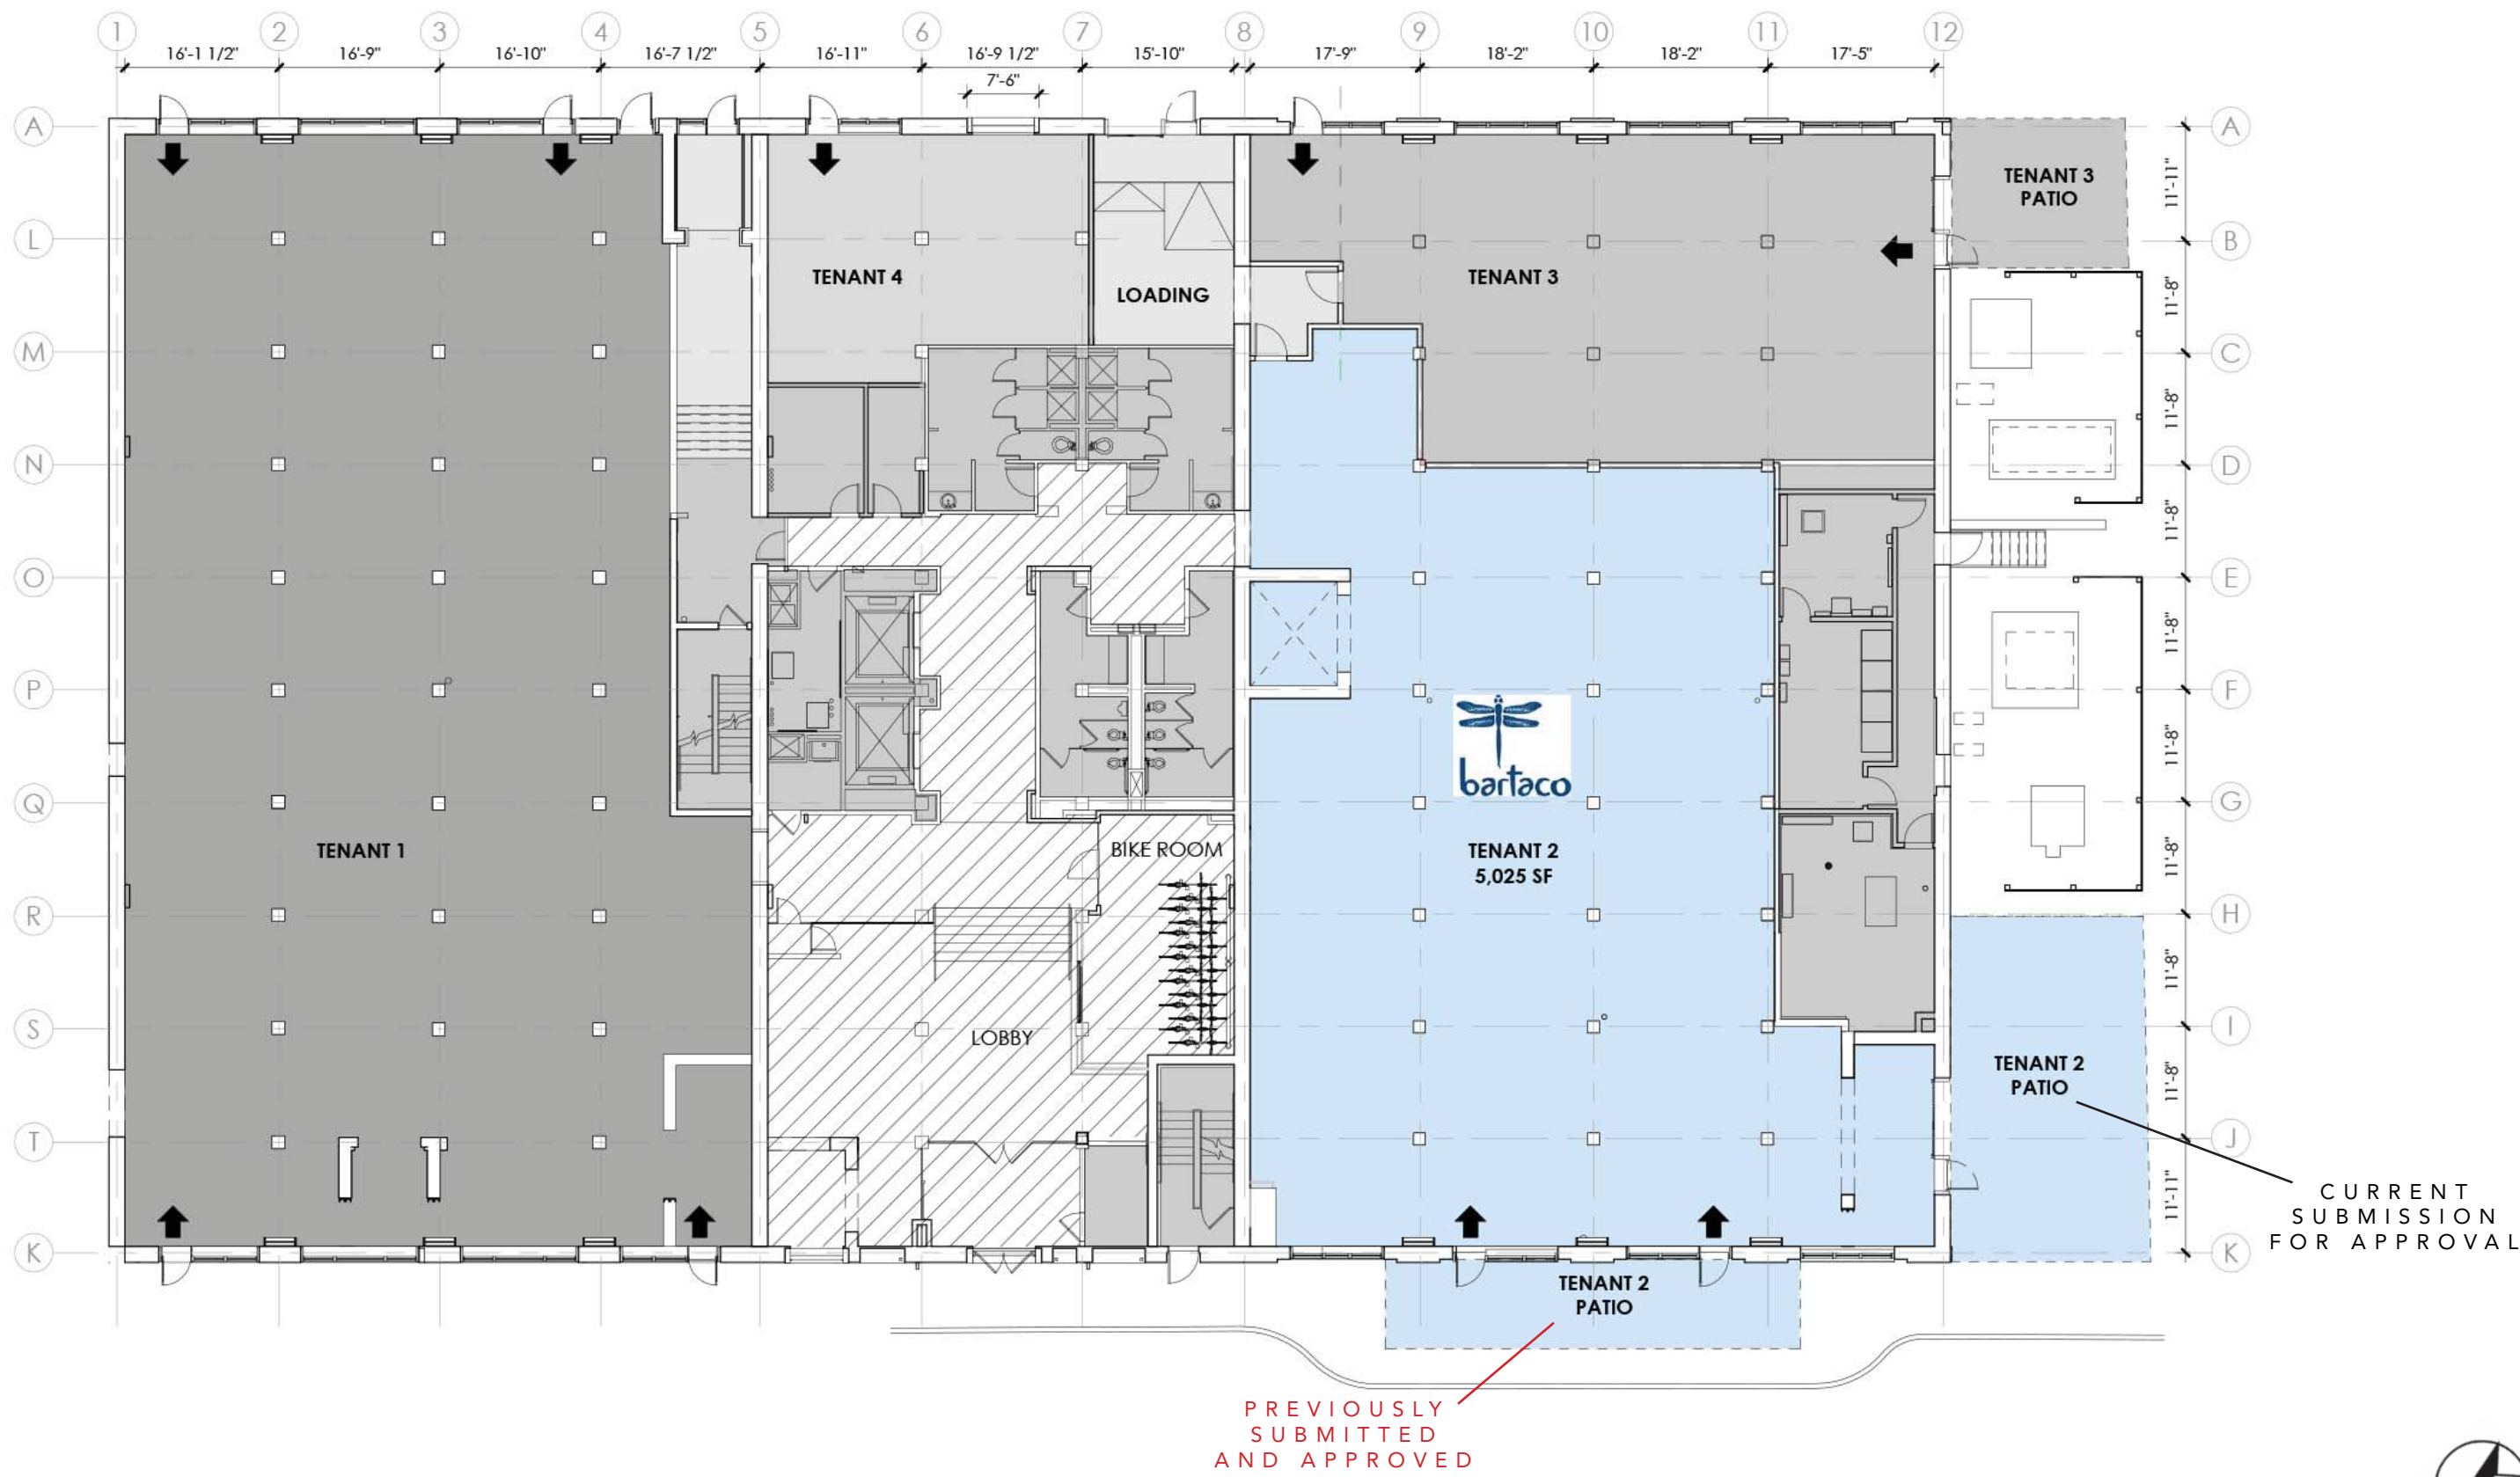 1 2 3 4 5 6 7 8 9 10 11 12
16'-1 1/2" 16'-9" 16'-10" 16'-7 1/2" 16'-11" 16'-9 1/2" 15'-10" 17'-9" 18'-2" 18'-2" 17'-5"
7'-6"
A
A
11'-11"
TENANT 3
PATIO
L
B
TENANT 4
LOADING
TENANT 3
11'-8"
M
C
11'-8"
N
D
11'-8"
O
E
11'-8"
P
F
bartaco
11'-8"
Q
G
TENANT 1
BIKE ROOM
TENANT 2
5,025 SF
11'-8"
R
H
11'-8"
S
I
LOBBY
TENANT 2
PATIO
11'-8"
T
J
11'-11"
CURRENT
SUBMISSION
FOR APPROVAL
K
K
TENANT 2
PATIO
PREVIOUSLY
SUBMITTED
AND APPROVED